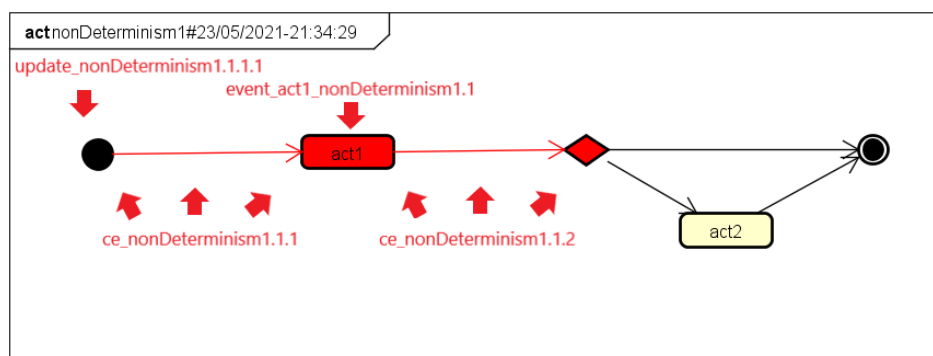 act nonDeterminism1#23/05/2021-21:34:29
update_nonDeterminism1.1.1.1
event_act1_nonDeterminism1.1
act1
ce_nonDeterminism1.1.1
ce_nonDeterminism1.1.2
act2